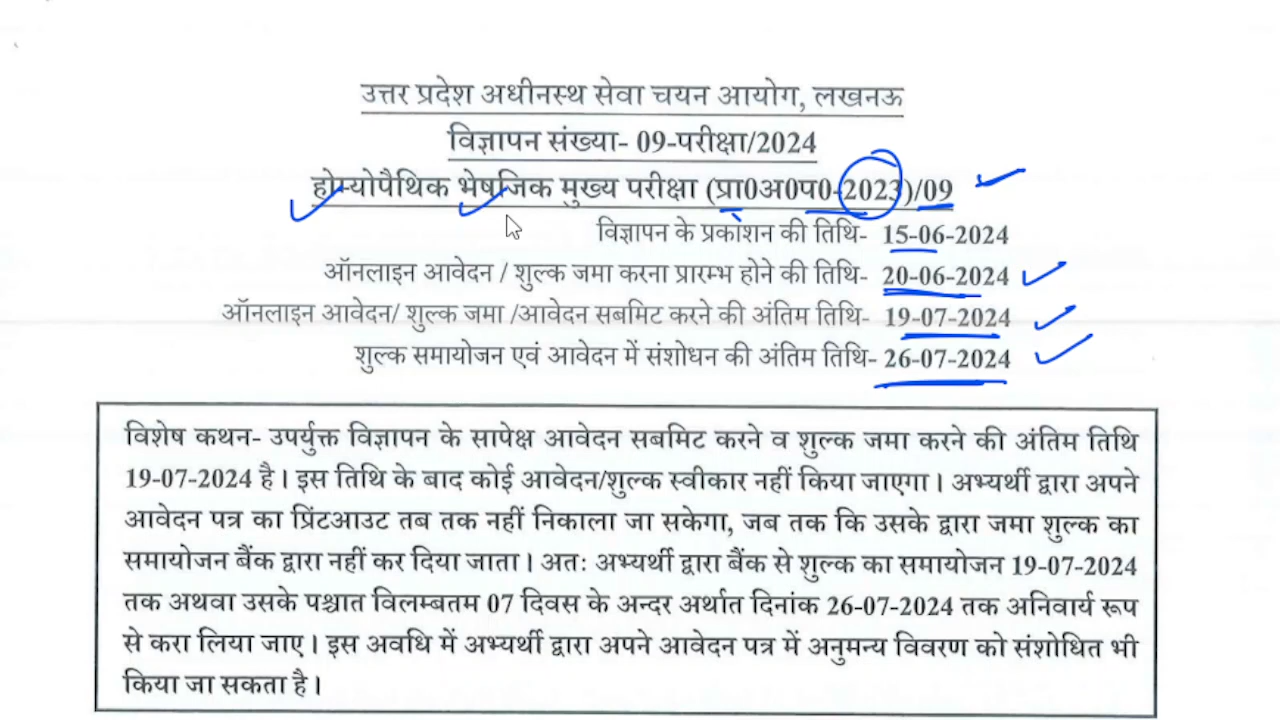 उत्तर प्रदेश अधीनस्थ सेवा चयन आयोग, लखनऊ
विज्ञापन संख्या- 09-परीक्षा/2024
होम्योपैथिक भेषजिक मुख्य परीक्षा (प्रा0अ0प0-2023)/09
विज्ञापन के प्रकाशन की तिथि- 15-06-2024
ऑनलाइन आवेदन / शुल्क जमा करना प्रारम्भ होने की तिथि- 20-06-2024
ऑनलाइन आवेदन/ शुल्क जमा /आवेदन सबमिट करने की अंतिम तिथि- 19-07-2024
शुल्क समायोजन एवं आवेदन में संशोधन की अंतिम तिथि- 26-07-2024
विशेष कथन- उपर्युक्त विज्ञापन के सापेक्ष आवेदन सबमिट करने व शुल्क जमा करने की अंतिम तिथि
19-07-2024 है। इस तिथि के बाद कोई आवेदन/शुल्क स्वीकार नहीं किया जाएगा। अभ्यर्थी द्वारा अपने
आवेदन पत्र का प्रिंटआउट तब तक नहीं निकाला जा सकेगा, जब तक कि उसके द्वारा जमा शुल्क का
समायोजन बैंक द्वारा नहीं कर दिया जाता। अतः अभ्यर्थी द्वारा बैंक से शुल्क का समायोजन 19-07-2024
तक अथवा उसके पश्चात विलम्बतम 07 दिवस के अन्दर अर्थात दिनांक 26-07-2024 तक अनिवार्य रूप
से करा लिया जाए। इस अवधि में अभ्यर्थी द्वारा अपने आवेदन पत्र में अनुमन्य विवरण को संशोधित भी
किया जा सकता है।